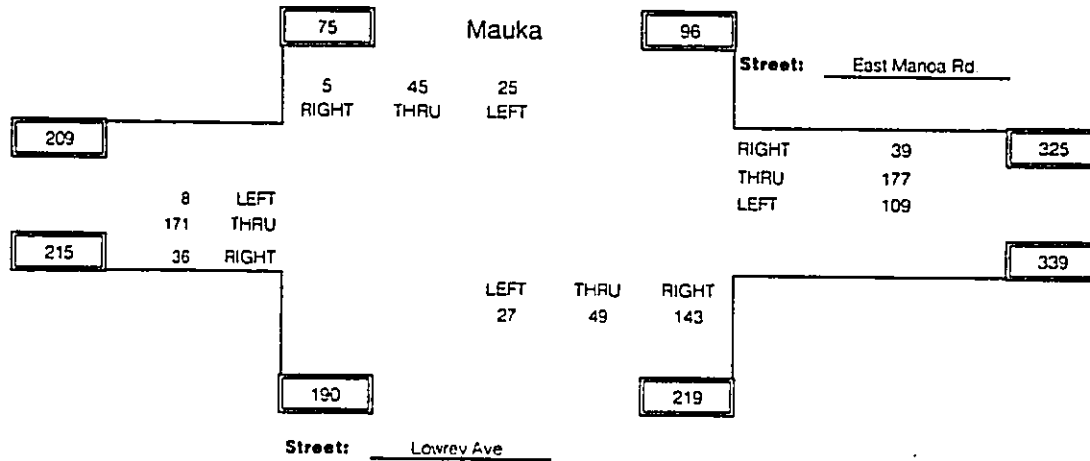 75 Mauka 96
Street: East Manoa Rd.
5 45 25
RIGHT THRU LEFT
209
RIGHT 39 325
THRU 177
LEFT 109
8 LEFT
171 THRU
215 36 RIGHT 339
LEFT THRU RIGHT
27 49 143
190 219
Street: Lowrey Ave